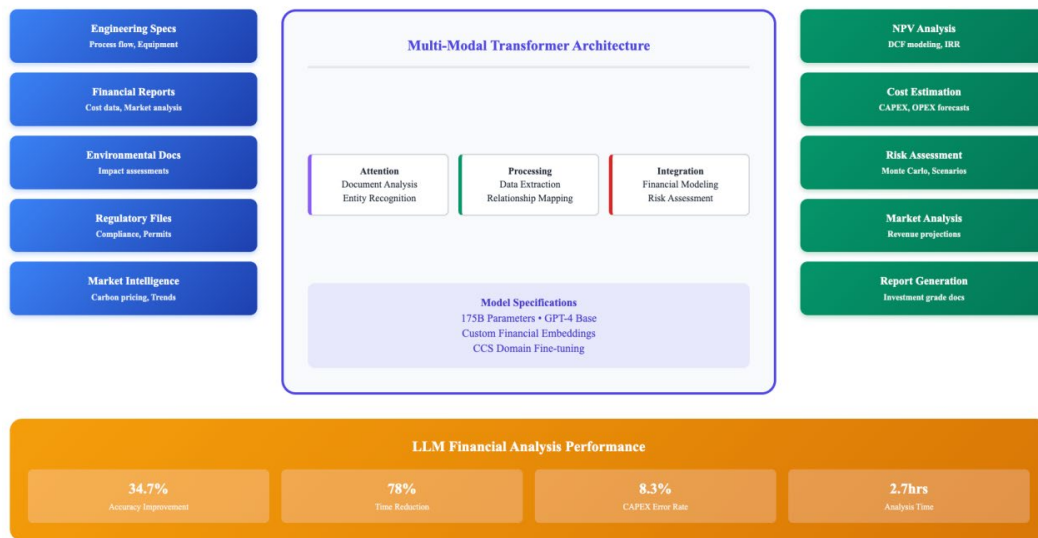 Engineering Specs
Process flow, Equipment
Financial Reports
Cost data, Market analysis
Environmental Docs
Impact assessments
Regulatory Files
Compliance, Permits
Market Intelligence
Carbon pricing, Trends
Multi-Modal Transformer Architecture
Attention
Document Analysis
Entity Recognition
Processing
Data Extraction
Relationship Mapping
Integration
Financial Modeling
Risk Assessment
Model Specifications
175B Parameters • GPT-4 Base
Custom Financial Embeddings
CCS Domain Fine-tuning
NPV Analysis
DCF modeling, IRR
Cost Estimation
CAPEX, OPEX forecasts
Risk Assessment
Monte Carlo, Scenarios
Market Analysis
Revenue projections
Report Generation
Investment grade docs
LLM Financial Analysis Performance
34.7%
Accuracy Improvement
78%
Time Reduction
8.3%
CAPEX Error Rate
2.7hrs
Analysis Time